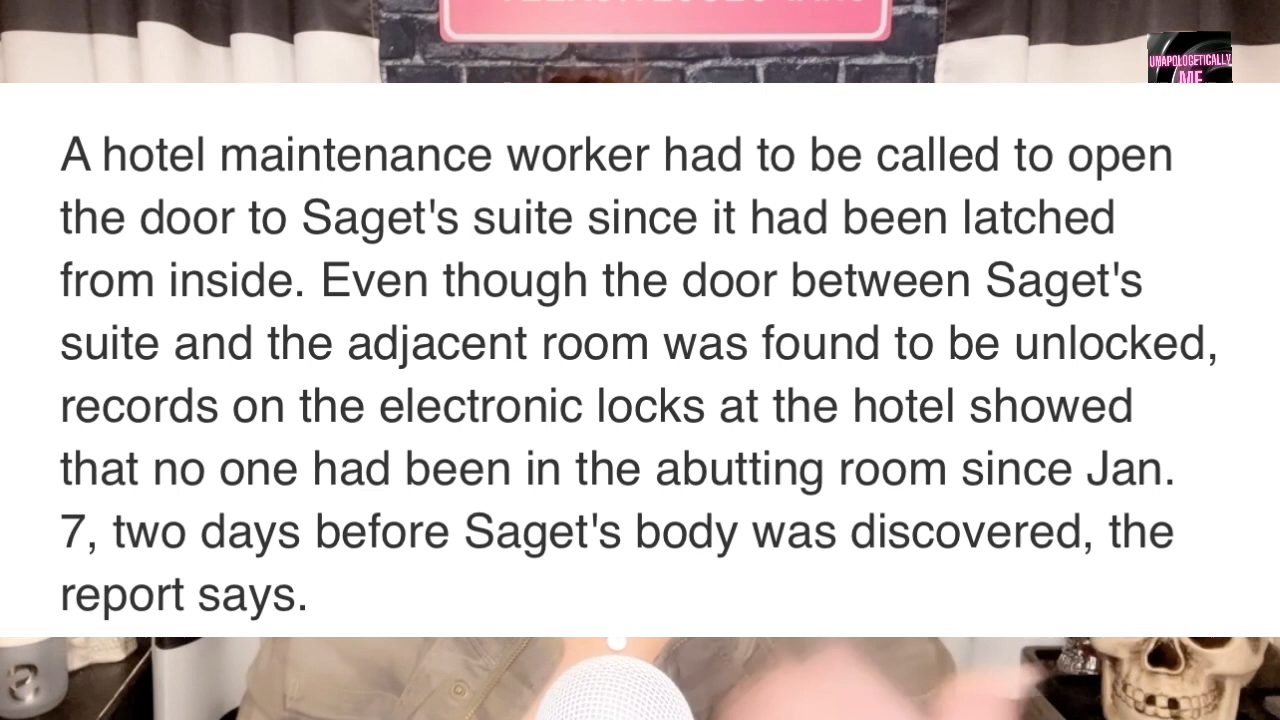 UNAPOLOGETICALLY
ME
A hotel maintenance worker had to be called to open
the door to Saget's suite since it had been latched
from inside. Even though the door between Saget's
suite and the adjacent room was found to be unlocked,
records on the electronic locks at the hotel showed
that no one had been in the abutting room since Jan.
7, two days before Saget's body was discovered, the
report says.